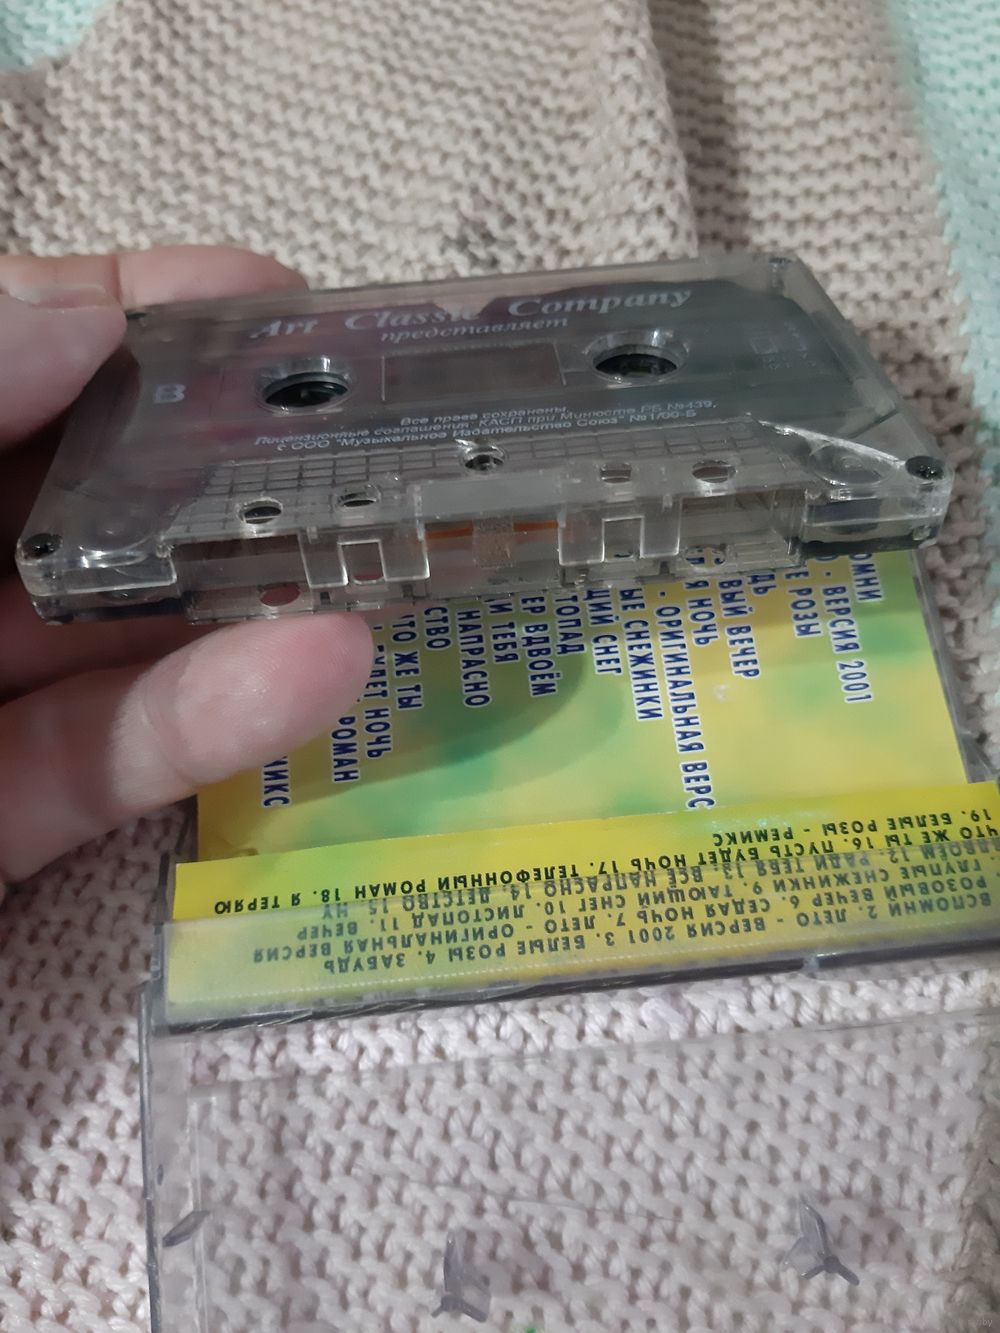 Art Classic Company
представляет
B
Все права сохранены.
Лицензионные соглашения: КАСП при Минюсте РБ №439,
с ООО "Музыкальное Издательство Союз" №1/00-Б
ОМНИ
- ВЕРСИЯ 2001
Е РОЗЫ
ДЬ
ВЫЙ ВЕЧЕР
Я НОЧЬ
- ОРИГИНАЛЬНАЯ ВЕРС
ЫЕ СНЕЖИНКИ
ЩИЙ СНЕГ
ТОПАД
ЕР ВДВОЁМ
И ТЕБЯ
НАПРАСНО
СТВО
ТО ЖЕ ТЫ
БУДЕТ НОЧЬ
РОМАН
МИКС
ВСПОМНИ 2. ЛЕТО - ВЕРСИЯ 2001 3. БЕЛЫЕ РОЗЫ 4. ЗАБУДЬ
РОЗОВЫЙ ВЕЧЕР 6. СЕДАЯ НОЧЬ 7. ЛЕТО - ОРИГИНАЛЬНАЯ ВЕРСИЯ
ГЛУПЫЕ СНЕЖИНКИ 9. ТАЮЩИЙ СНЕГ 10. ЛИСТОПАД 11. ВЕЧЕР
ВДВОЕМ 12. РАДИ ТЕБЯ 13. ВСЕ НАПРАСНО 14. ДЕТСТВО 15. НУ
ЧТО ЖЕ ТЫ 16. ПУСТЬ БУДЕТ НОЧЬ 17. ТЕЛЕФОННЫЙ РОМАН 18. Я ТЕРЯЮ
19. БЕЛЫЕ РОЗЫ - РЕМИКС